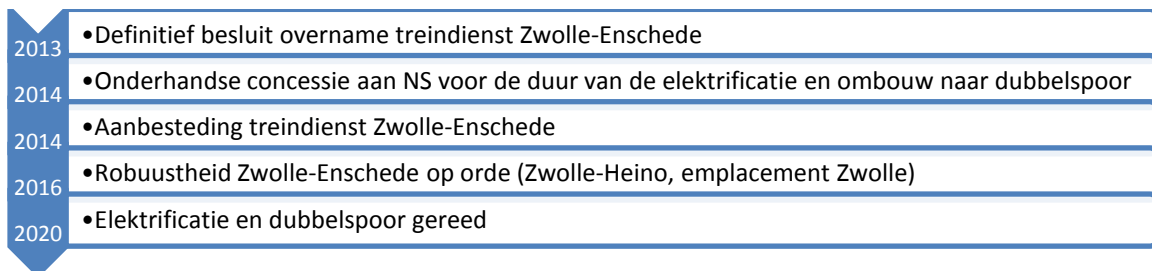 2013 •Definitief besluit overname treindienst Zwolle-Enschede
2014 •Onderhandse concessie aan NS voor de duur van de elektrificatie en ombouw naar dubbelspoor
2014 •Aanbesteding treindienst Zwolle-Enschede
2016 •Robuustheid Zwolle-Enschede op orde (Zwolle-Heino, emplacement Zwolle)
2020 •Elektrificatie en dubbelspoor gereed